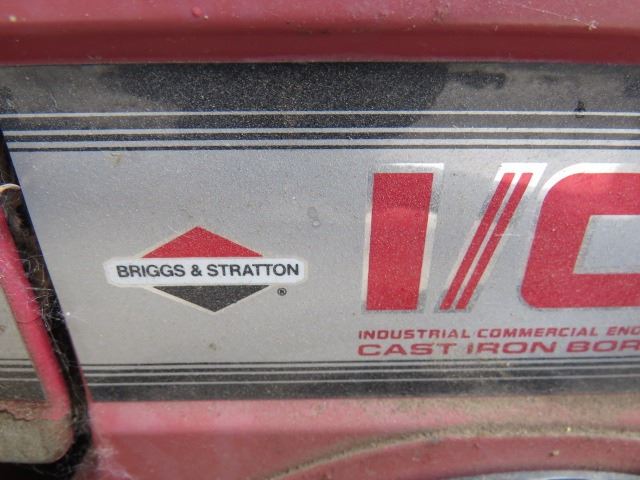 BRIGGS & STRATTON ®
I/C
INDUSTRIAL/COMMERCIAL ENG
CAST IRON BOR